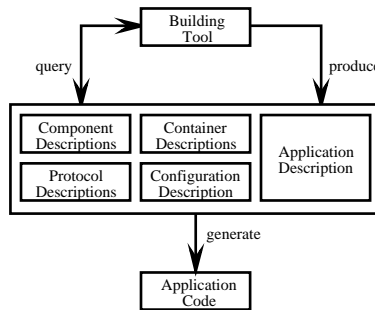 Building
Tool
query
produce
Component
Descriptions
Container
Descriptions
Application
Description
Protocol
Descriptions
Configuration
Description
generate
Application
Code